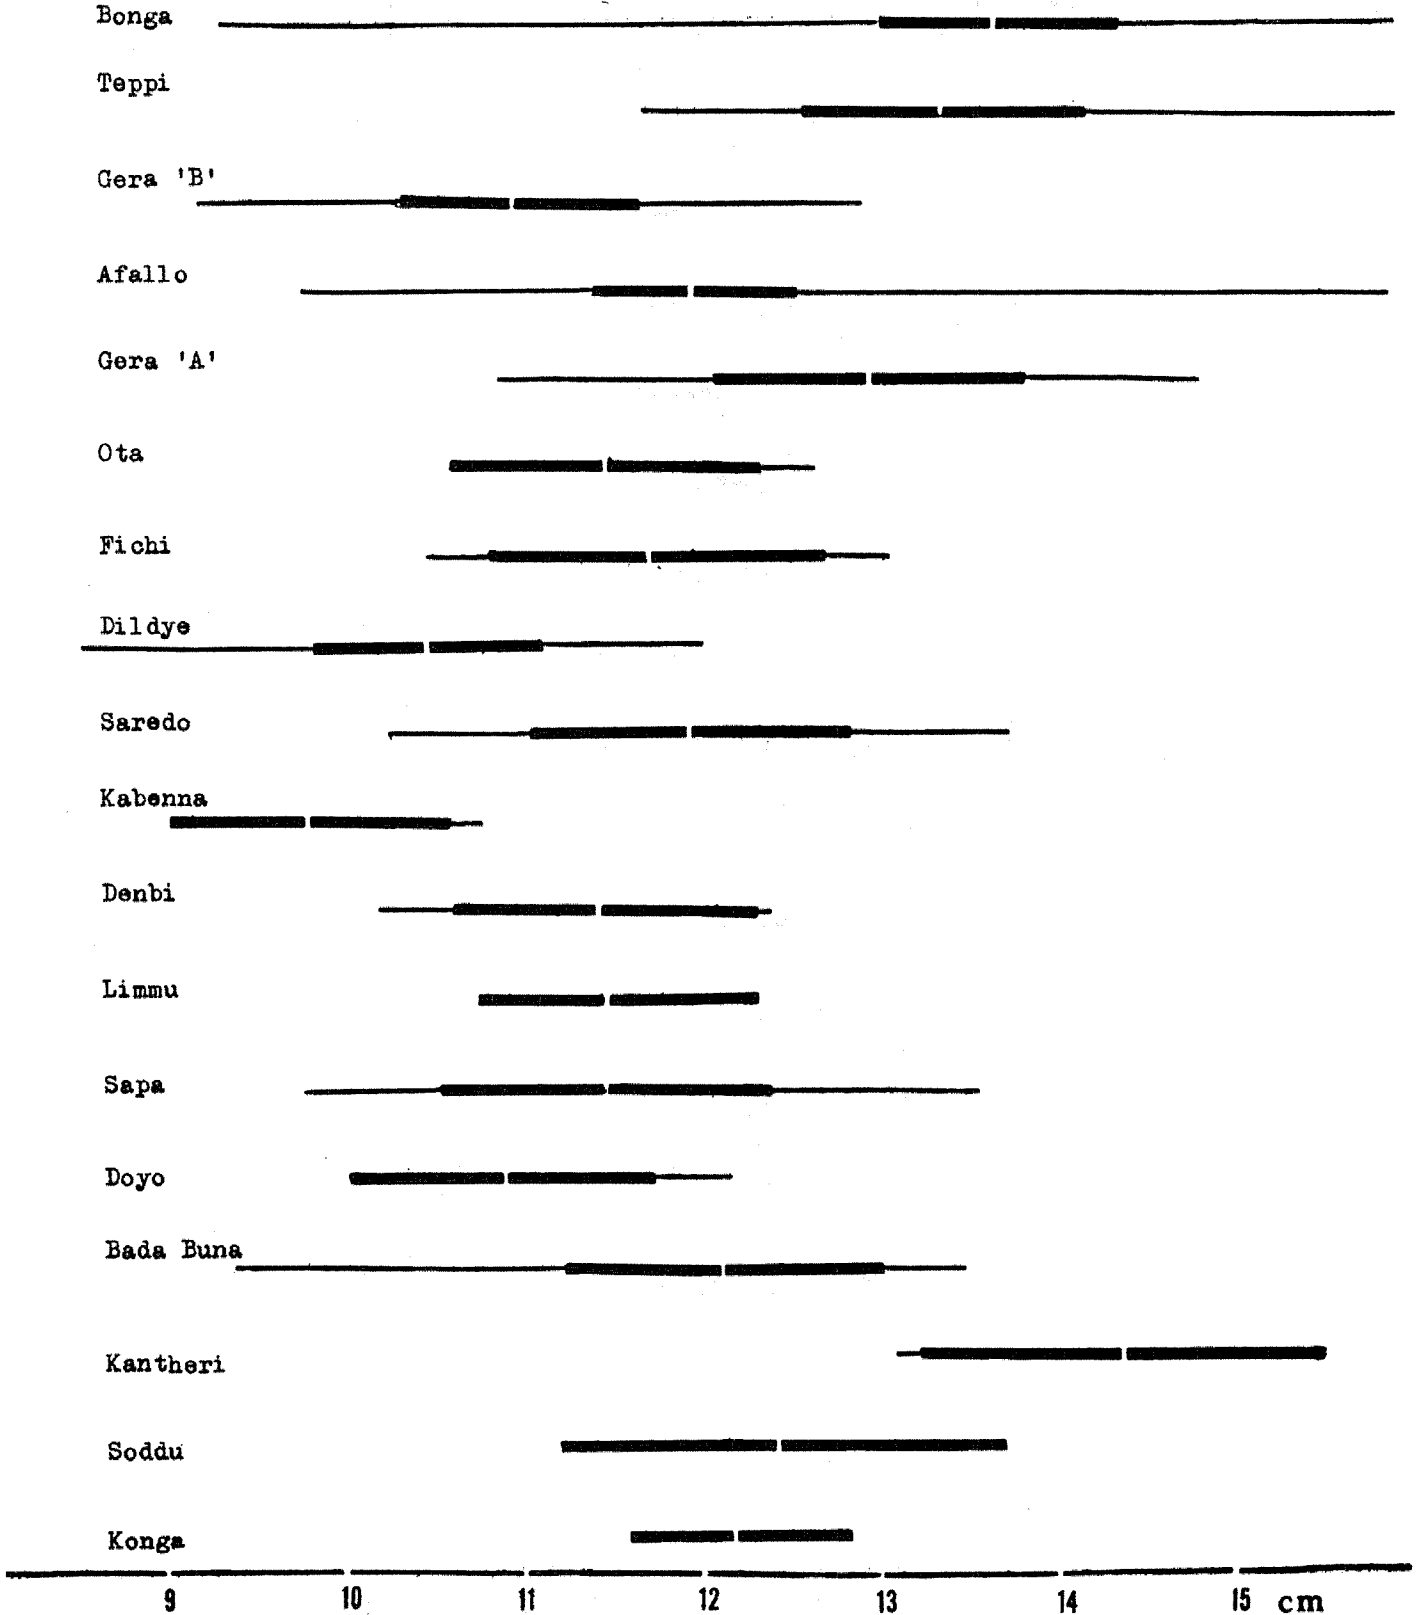 Bonga
Teppi
Gera 'B'
Afallo
Gera 'A'
Ota
Fichi
Dildye
Saredo
Kabenna
Denbi
Limmu
Sapa
Doyo
Bada Buna
Kantheri
Soddu
Konga
9 10 11 12 13 14 15 cm